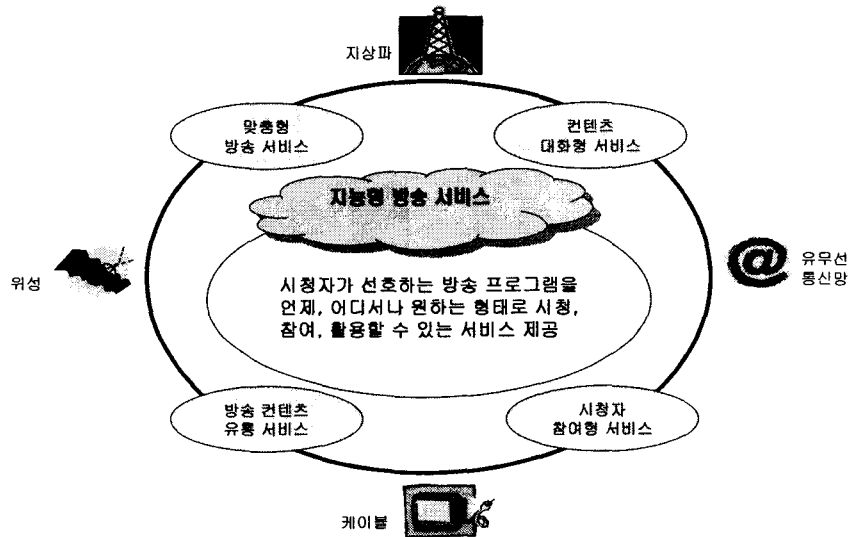 지상파
맞춤형
방송 서비스
컨텐츠
대화형 서비스
지능형 방송 서비스
위성
@
유무선
통신망
시청자가 선호하는 방송 프로그램을
언제, 어디서나 원하는 형태로 시청,
참여, 활용할 수 있는 서비스 제공
방송 컨텐츠
유통 서비스
시청자
참여형 서비스
케이블